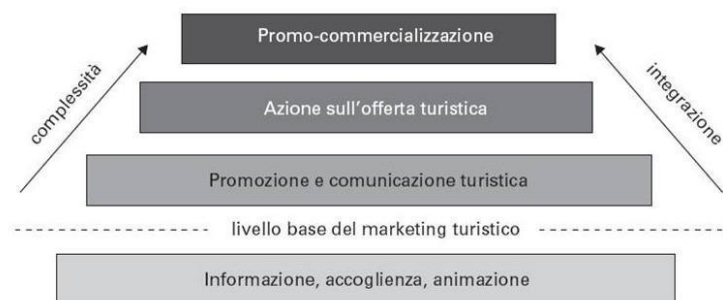 Promo-commercializzazione
complessità
integrazione
Azione sull'offerta turistica
Promozione e comunicazione turistica
livello base del marketing turistico
Informazione, accoglienza, animazione